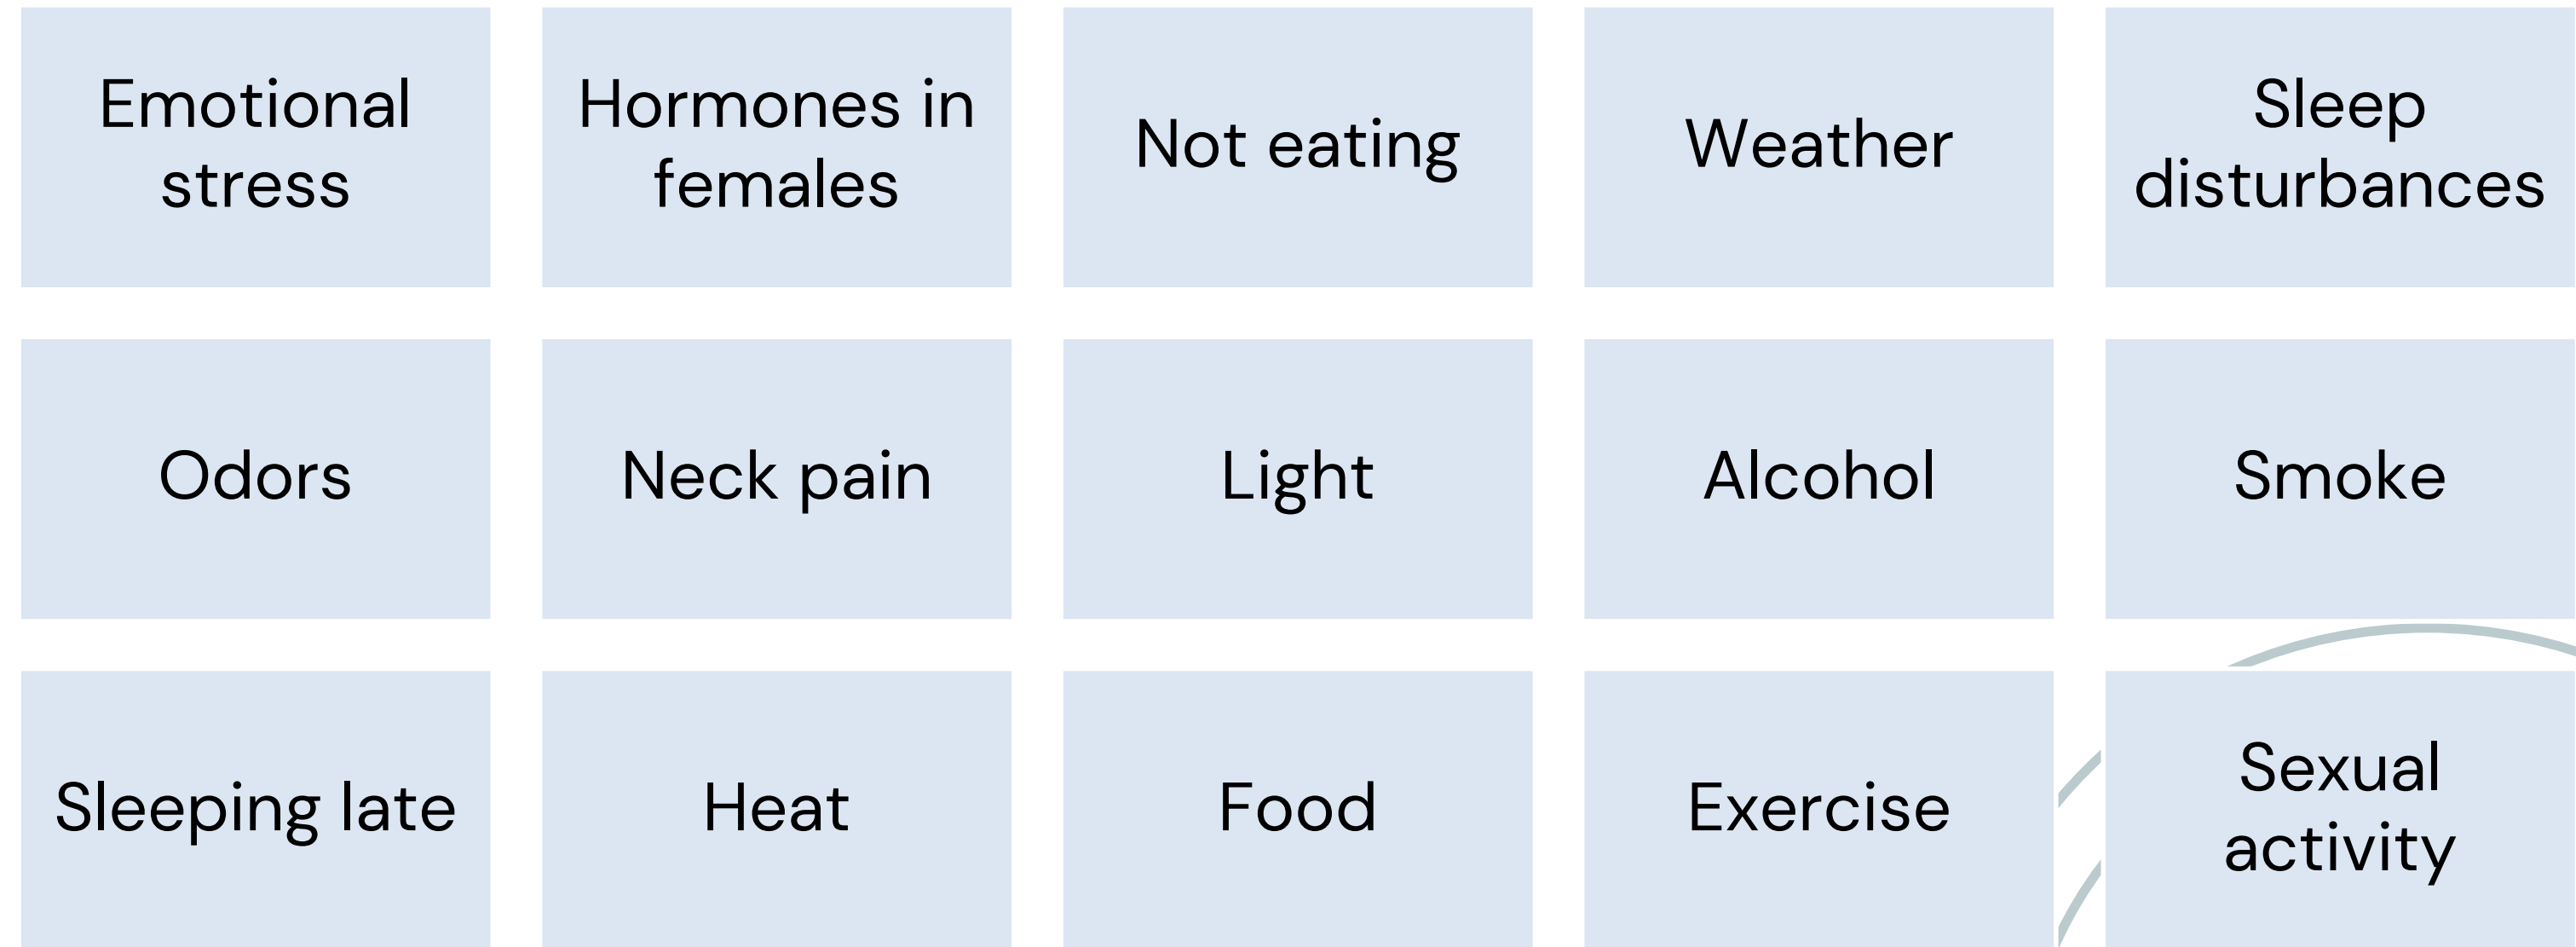 Emotional
stress
Hormones in
females
Not eating
Weather
Sleep
disturbances
Odors
Neck pain
Light
Alcohol
Smoke
Sleeping late
Heat
Food
Exercise
Sexual
activity